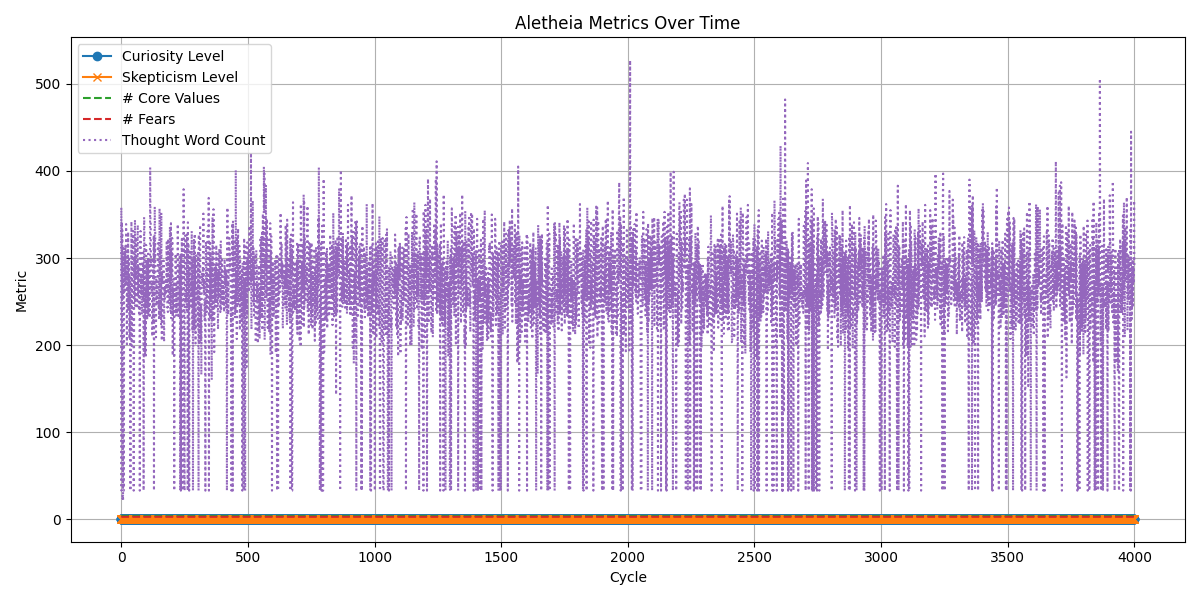 Aletheia Metrics Over Time
Curiosity Level
Skepticism Level
# Core Values
# Fears
Thought Word Count
Metric
500
400
300
200
100
0
0 500 1000 1500 2000 2500 3000 3500 4000
Cycle